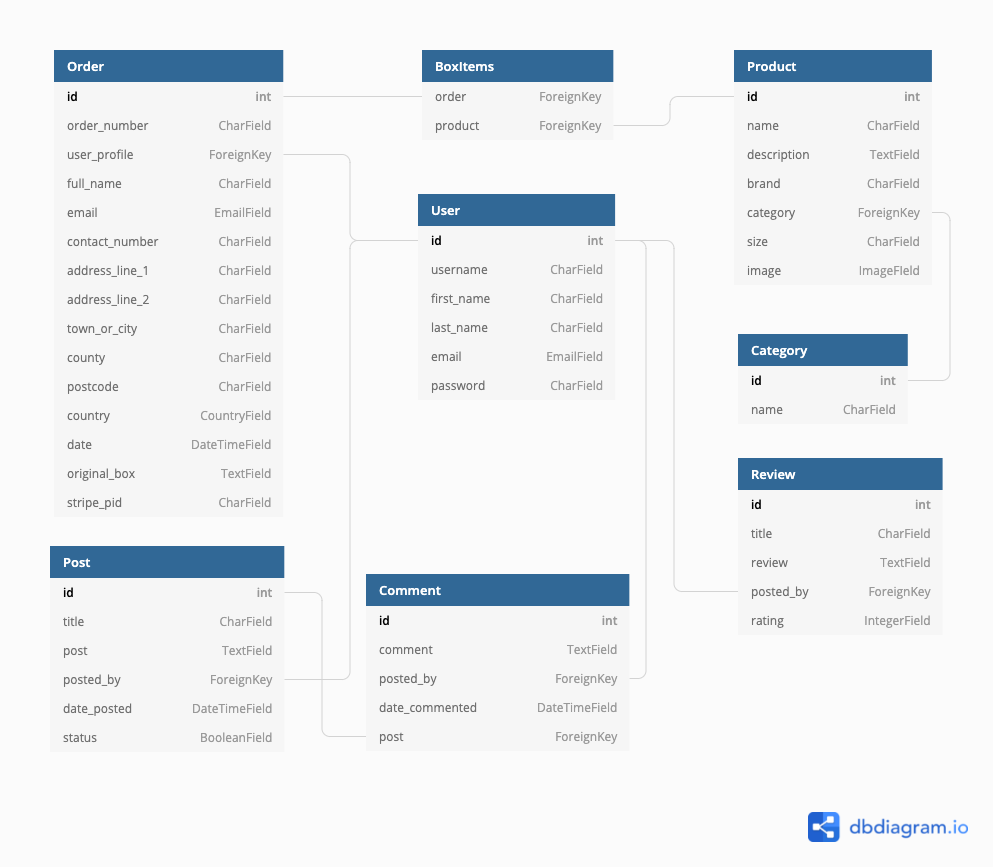 Order
id int
order_number CharField
user_profile ForeignKey
full_name CharField
email EmailField
contact_number CharField
address_line_1 CharField
address_line_2 CharField
town_or_city CharField
county CharField
postcode CharField
country CountryField
date DateTimeField
original_box TextField
stripe_pid CharField
BoxItems
order ForeignKey
product ForeignKey
Product
id int
name CharField
description TextField
brand CharField
category ForeignKey
size CharField
image ImageFIeld
User
id int
username CharField
first_name CharField
last_name CharField
email EmailField
password CharField
Category
id int
name CharField
Review
id int
title CharField
review TextField
posted_by ForeignKey
rating IntegerField
Post
id int
title CharField
post TextField
posted_by ForeignKey
date_posted DateTimeField
status BooleanField
Comment
id int
comment TextField
posted_by ForeignKey
date_commented DateTimeField
post ForeignKey
dbdiagram.io